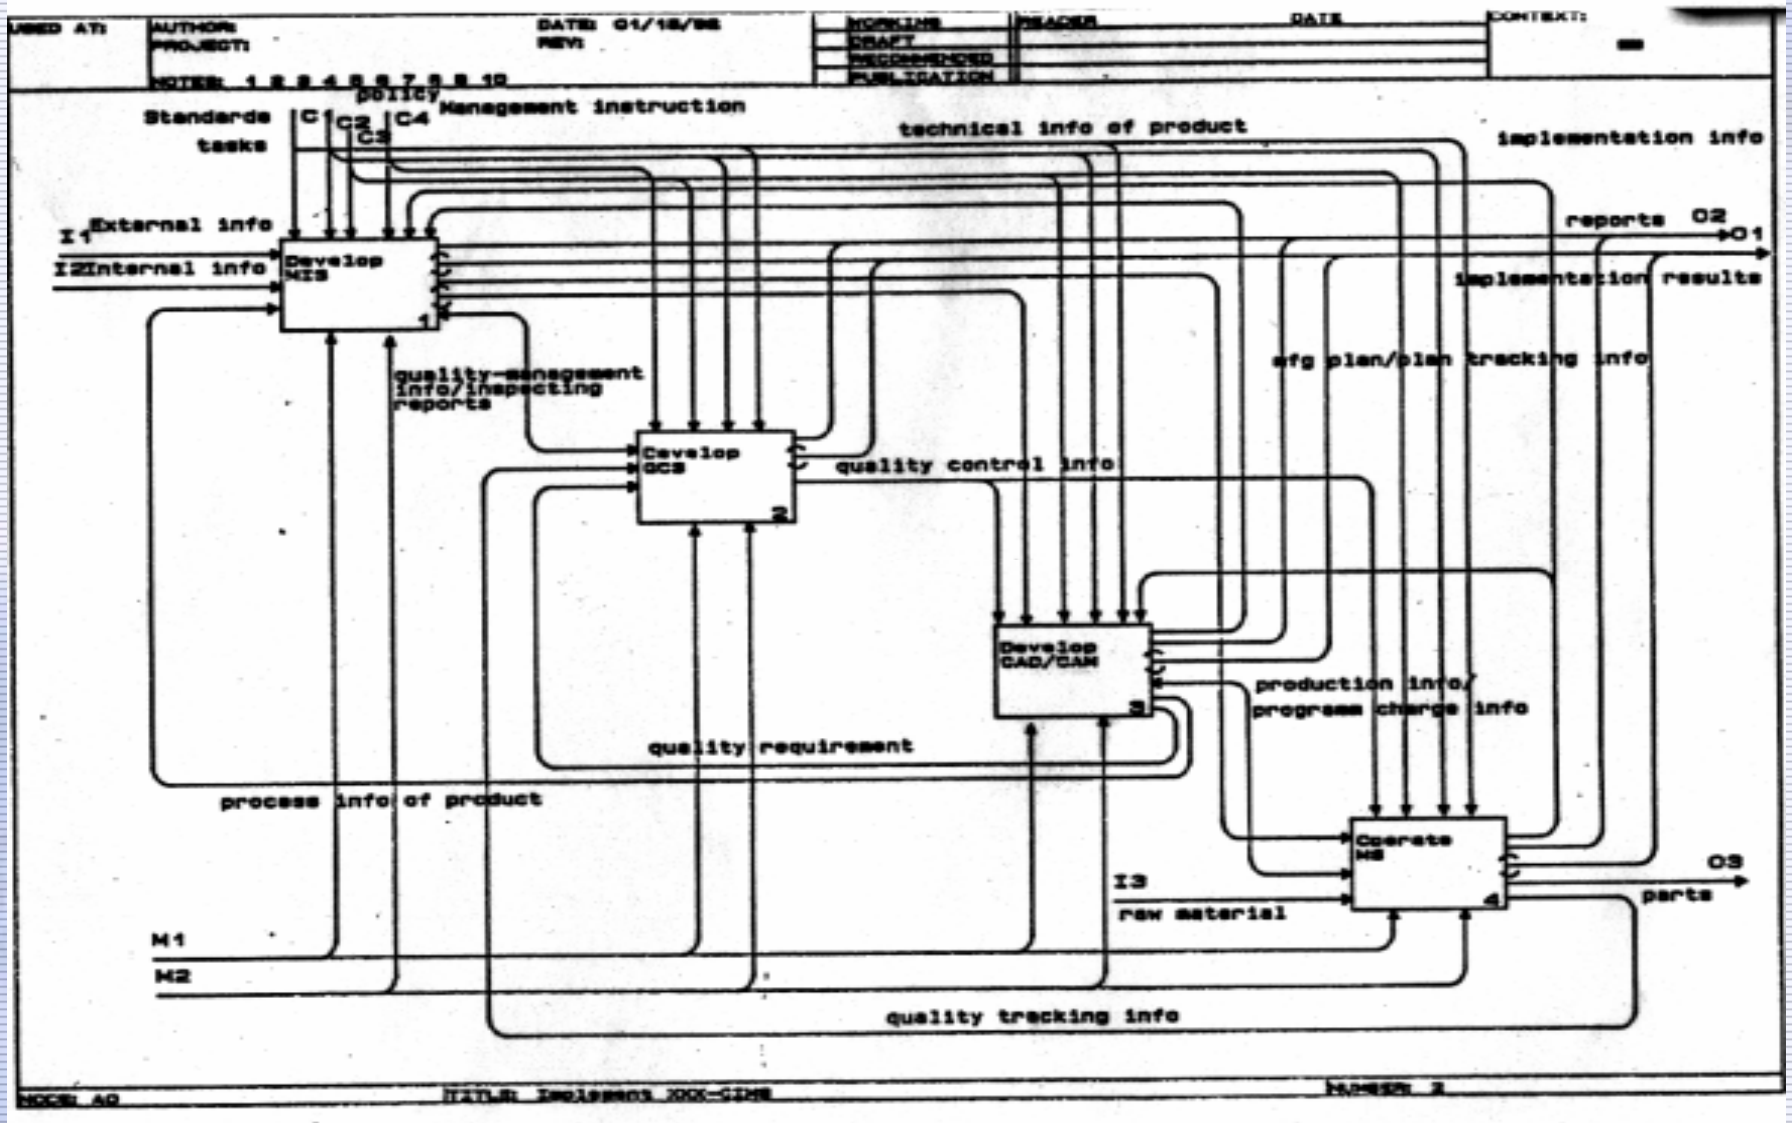 USED AT:
AUTHOR:
PROJECT:
NOTES: 1 2 3 4 5 6 7 8 9 10
DATE: 01/18/98
REV:
WORKING
DRAFT
RECOMMENDED
PUBLICATION
READER
DATE
CONTEXT:
policy
Standards
C1
C2
C3
C4
Management instruction
tasks
technical info of product
implementation info
External info
I1
I2 Internal info
Develop
MIS
1
reports
O2
O1
implementation results
mfg plan/plan tracking info
quality-management
info/inspecting
reports
Develop
QCS
2
quality control info
Develop
CAD/CAM
3
production info/
programm charge info
quality requirement
process info of product
Operate
MS
4
I3
raw material
O3
parts
M1
M2
quality tracking info
NODE: A0
TITLE: Implement XXX-CIMS
NUMBER: 2